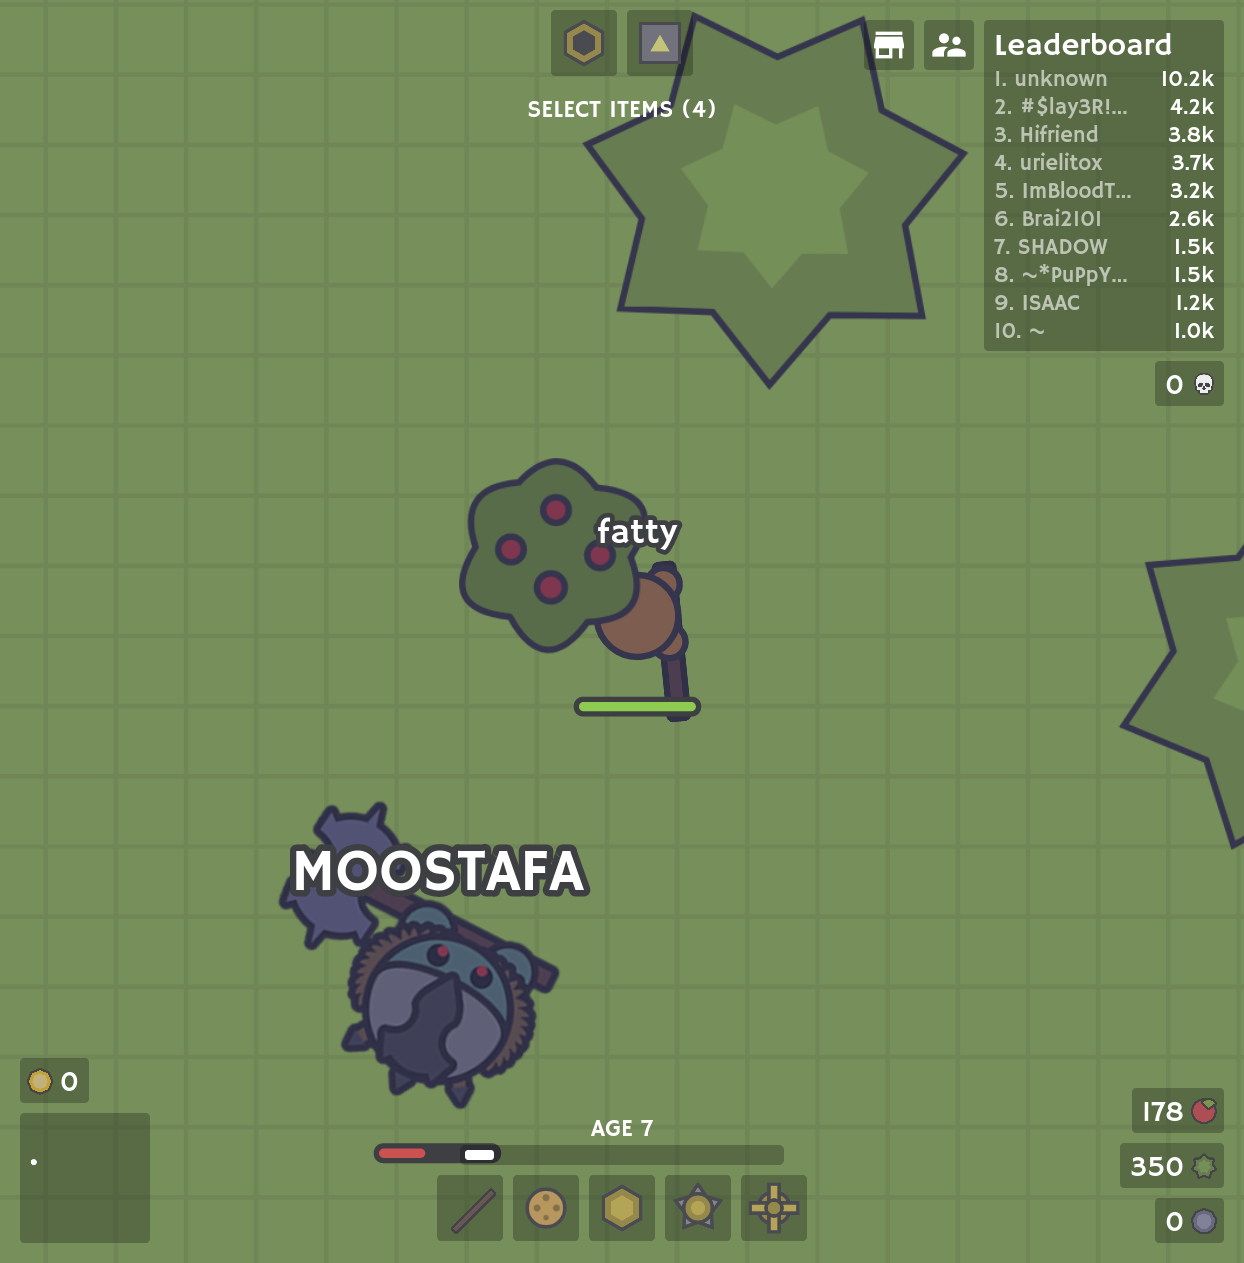 SELECT ITEMS (4)
Leaderboard
1. unknown 10.2k
2. #$lay3R!... 4.2k
3. Hifriend 3.8k
4. urielitox 3.7k
5. ImBloodT... 3.2k
6. Brai2101 2.6k
7. SHADOW 1.5k
8. ~*PuPpY... 1.5k
9. ISAAC 1.2k
10. ~ 1.0k
0
fatty
MOOSTAFA
0
AGE 7
178
350
0